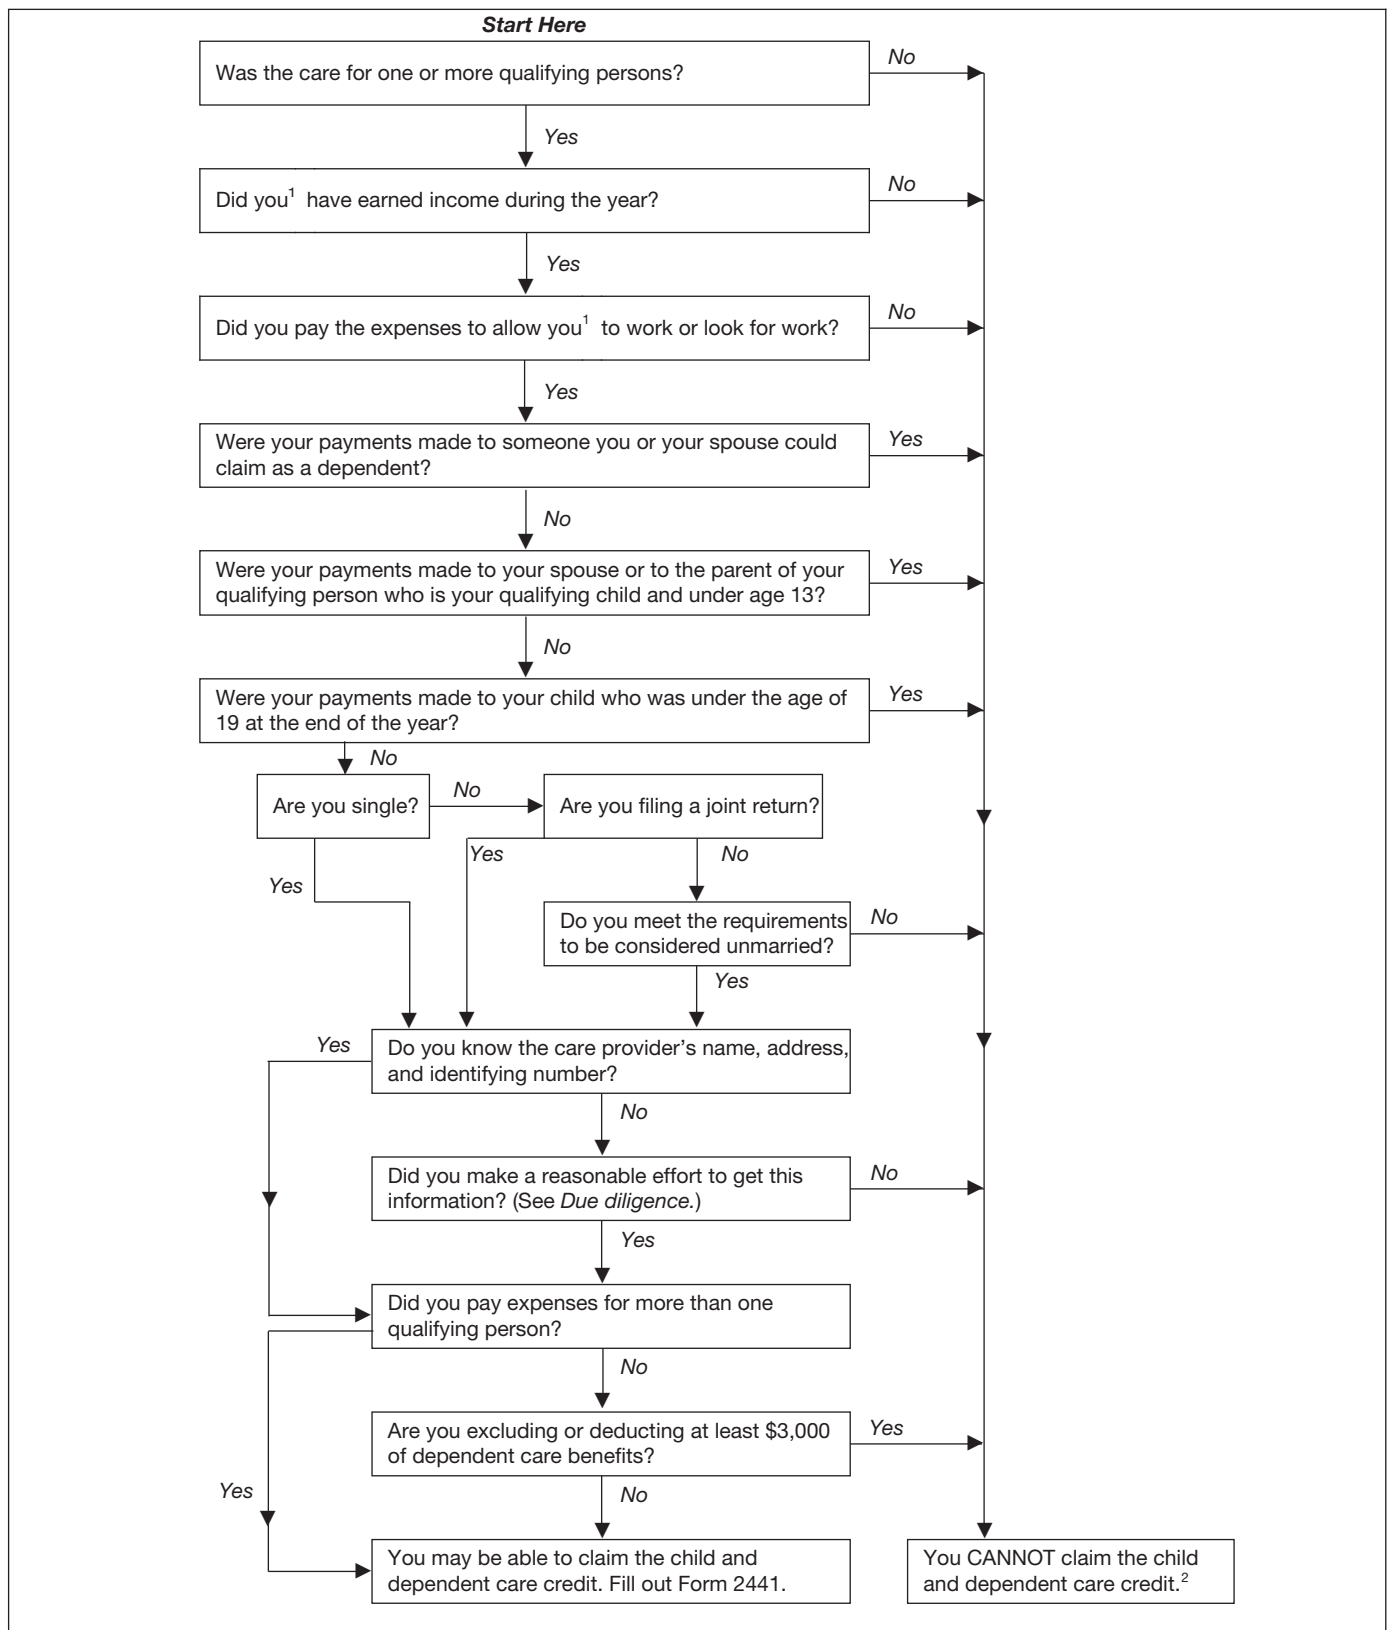 Start Here
Was the care for one or more qualifying persons?
No
Yes
Did you1 have earned income during the year?
No
Yes
Did you pay the expenses to allow you1 to work or look for work?
No
Yes
Were your payments made to someone you or your spouse could
claim as a dependent?
Yes
No
Were your payments made to your spouse or to the parent of your
qualifying person who is your qualifying child and under age 13?
Yes
No
Were your payments made to your child who was under the age of
19 at the end of the year?
Yes
No
Are you single?
No
Are you filing a joint return?
Yes
Yes
No
Do you meet the requirements
to be considered unmarried?
No
Yes
Do you know the care provider’s name, address,
and identifying number?
Yes
No
Did you make a reasonable effort to get this
information? (See Due diligence.)
No
Yes
Did you pay expenses for more than one
qualifying person?
No
Are you excluding or deducting at least $3,000
of dependent care benefits?
Yes
Yes
No
You may be able to claim the child and
dependent care credit. Fill out Form 2441.
You CANNOT claim the child
and dependent care credit.2